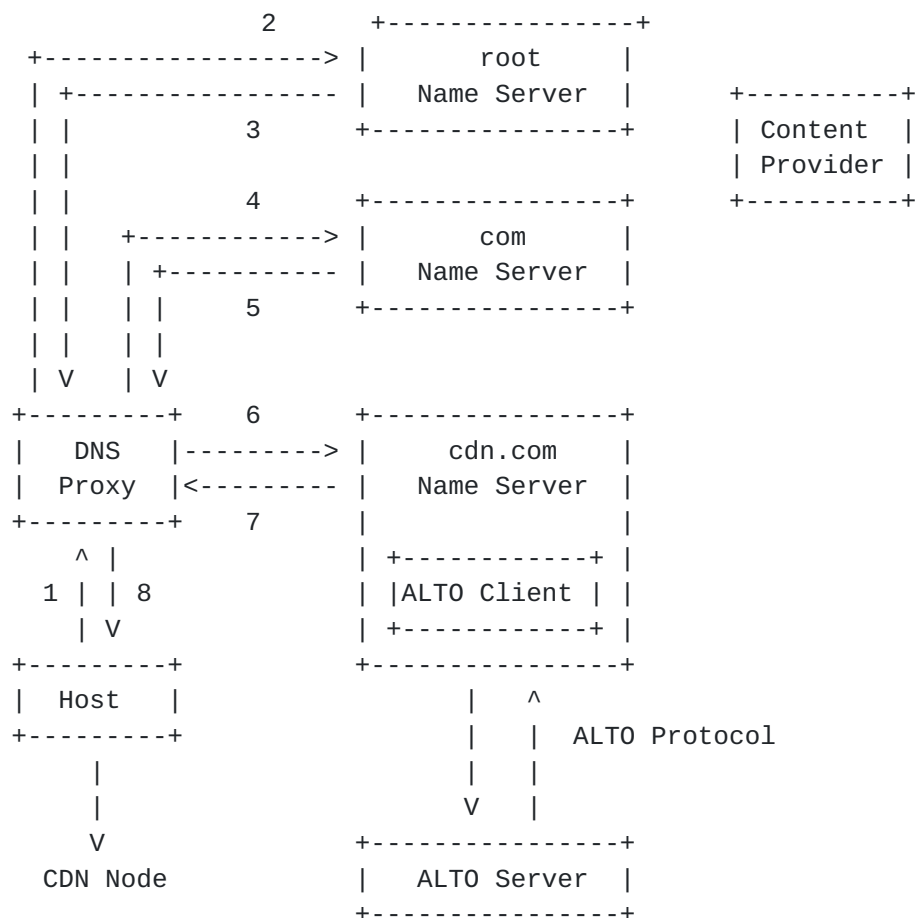 2
root
Name Server
3
Content
Provider
4
com
Name Server
5
6
DNS
Proxy
cdn.com
Name Server
7
V
V
1
8
ALTO Client
V
Host
ALTO Protocol
V
V
CDN Node
ALTO Server